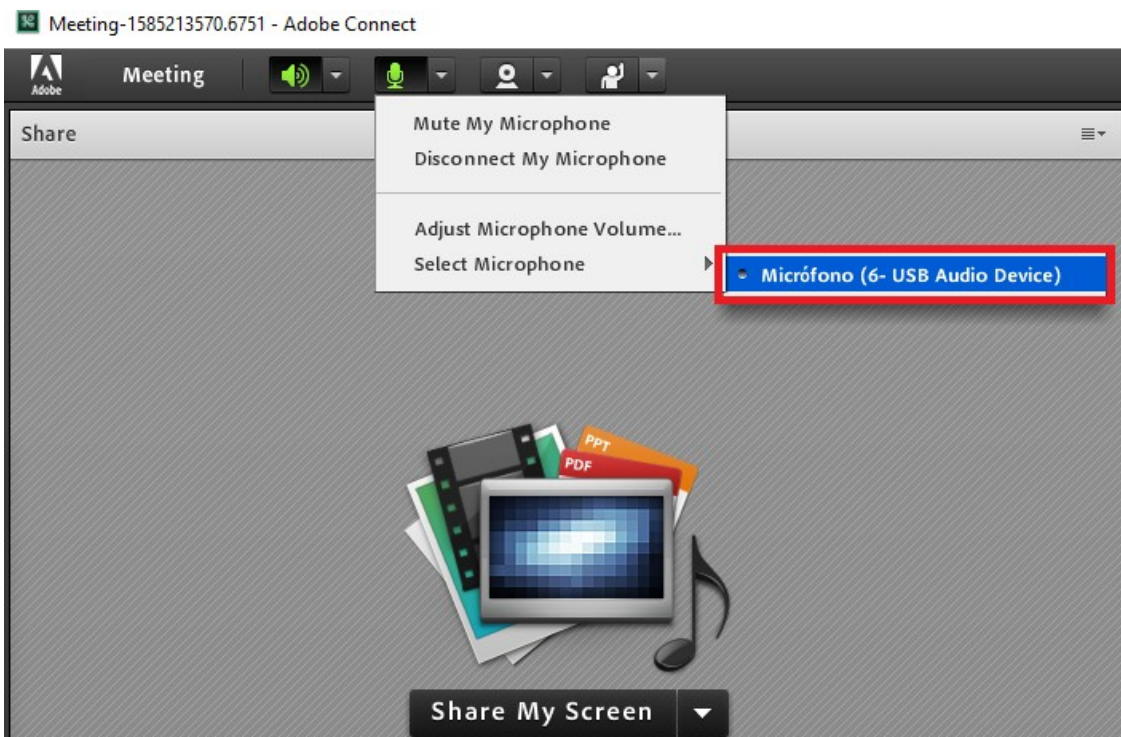 Meeting-1585213570.6751 - Adobe Connect
Adobe
Meeting
Share
Mute My Microphone
Disconnect My Microphone
Adjust Microphone Volume...
Select Microphone
Micrófono (6- USB Audio Device)
PPT
PDF
Share My Screen